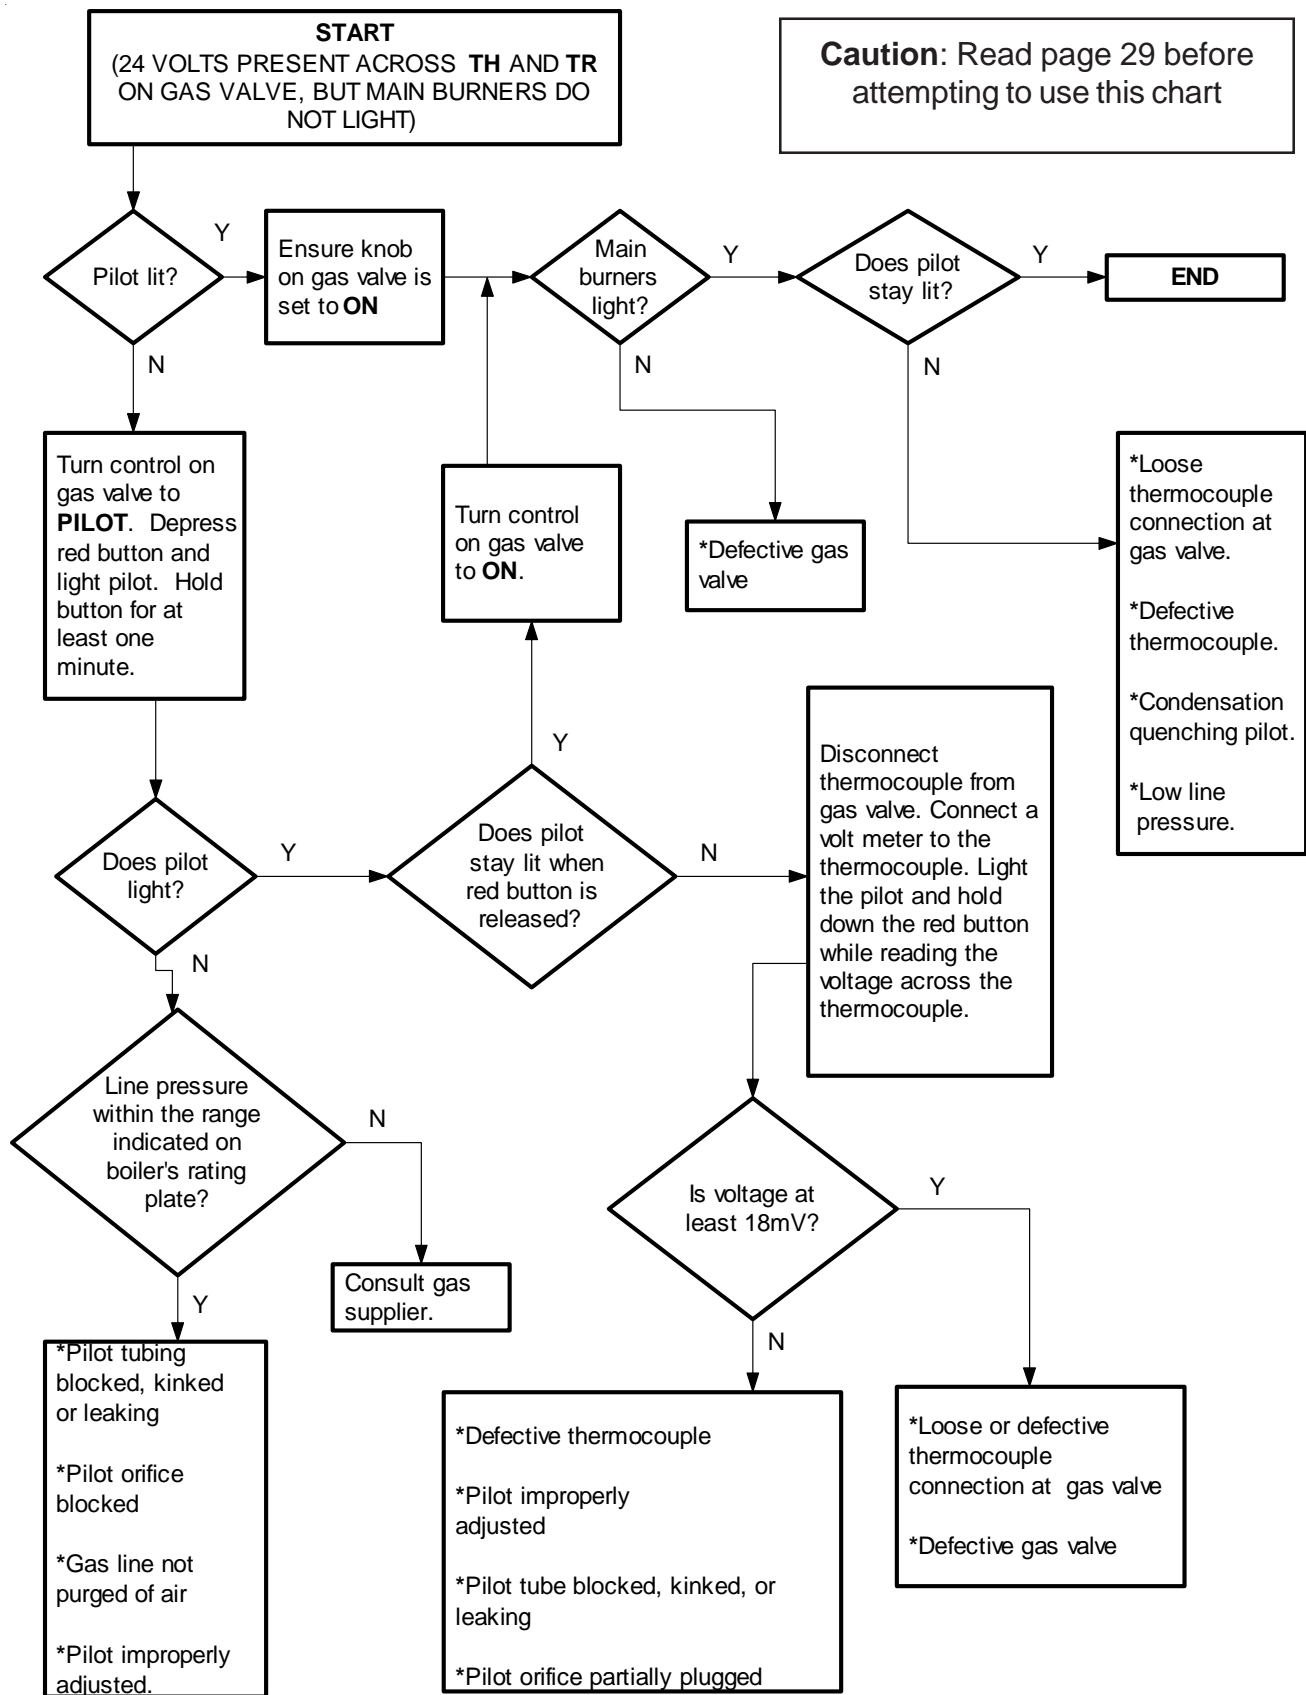 START
(24 VOLTS PRESENT ACROSS TH AND TR
ON GAS VALVE, BUT MAIN BURNERS DO
NOT LIGHT)
Caution: Read page 29 before
attempting to use this chart
Pilot lit?
Y
N
Ensure knob
on gas valve is
set to ON
Main
burners
light?
Y
N
Does pilot
stay lit?
Y
N
END
Turn control on
gas valve to
PILOT. Depress
red button and
light pilot. Hold
button for at
least one
minute.
Turn control
on gas valve
to ON.
*Defective gas
valve
*Loose
thermocouple
connection at
gas valve.
*Defective
thermocouple.
*Condensation
quenching pilot.
*Low line
pressure.
Does pilot
light?
Y
N
Does pilot
stay lit when
red button is
released?
Y
N
Disconnect
thermocouple from
gas valve. Connect a
volt meter to the
thermocouple. Light
the pilot and hold
down the red button
while reading the
voltage across the
thermocouple.
Line pressure
within the range
indicated on
boiler's rating
plate?
N
Y
Consult gas
supplier.
Is voltage at
least 18mV?
Y
N
*Pilot tubing
blocked, kinked
or leaking
*Pilot orifice
blocked
*Gas line not
purged of air
*Pilot improperly
adjusted.
*Defective thermocouple
*Pilot improperly
adjusted
*Pilot tube blocked, kinked, or
leaking
*Pilot orifice partially plugged
*Loose or defective
thermocouple
connection at gas valve
*Defective gas valve